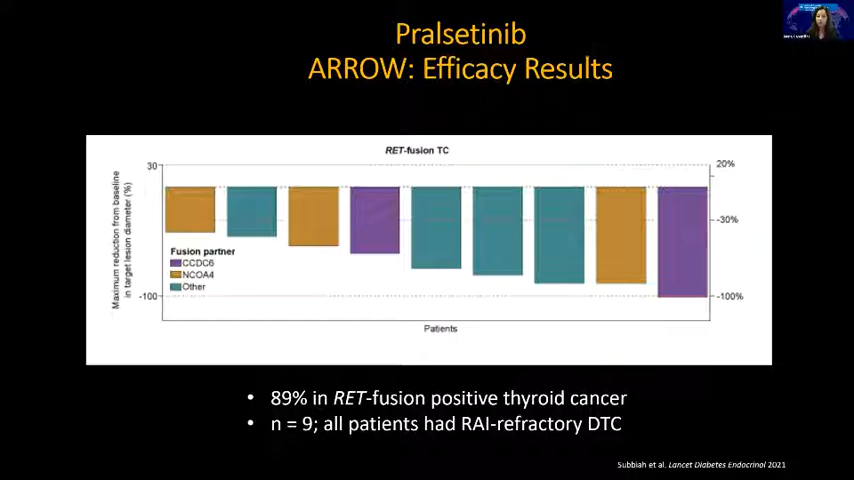 Pralsetinib
ARROW: Efficacy Results
RET-fusion TC
30
20%
Maximum reduction from baseline
in target lesion diameter (%)
-30%
Fusion partner
CCDC6
NCOA4
Other
-100
-100%
Patients
• 89% in RET-fusion positive thyroid cancer
• n = 9; all patients had RAI-refractory DTC
Subbiah et al. Lancet Diabetes Endocrinol 2021